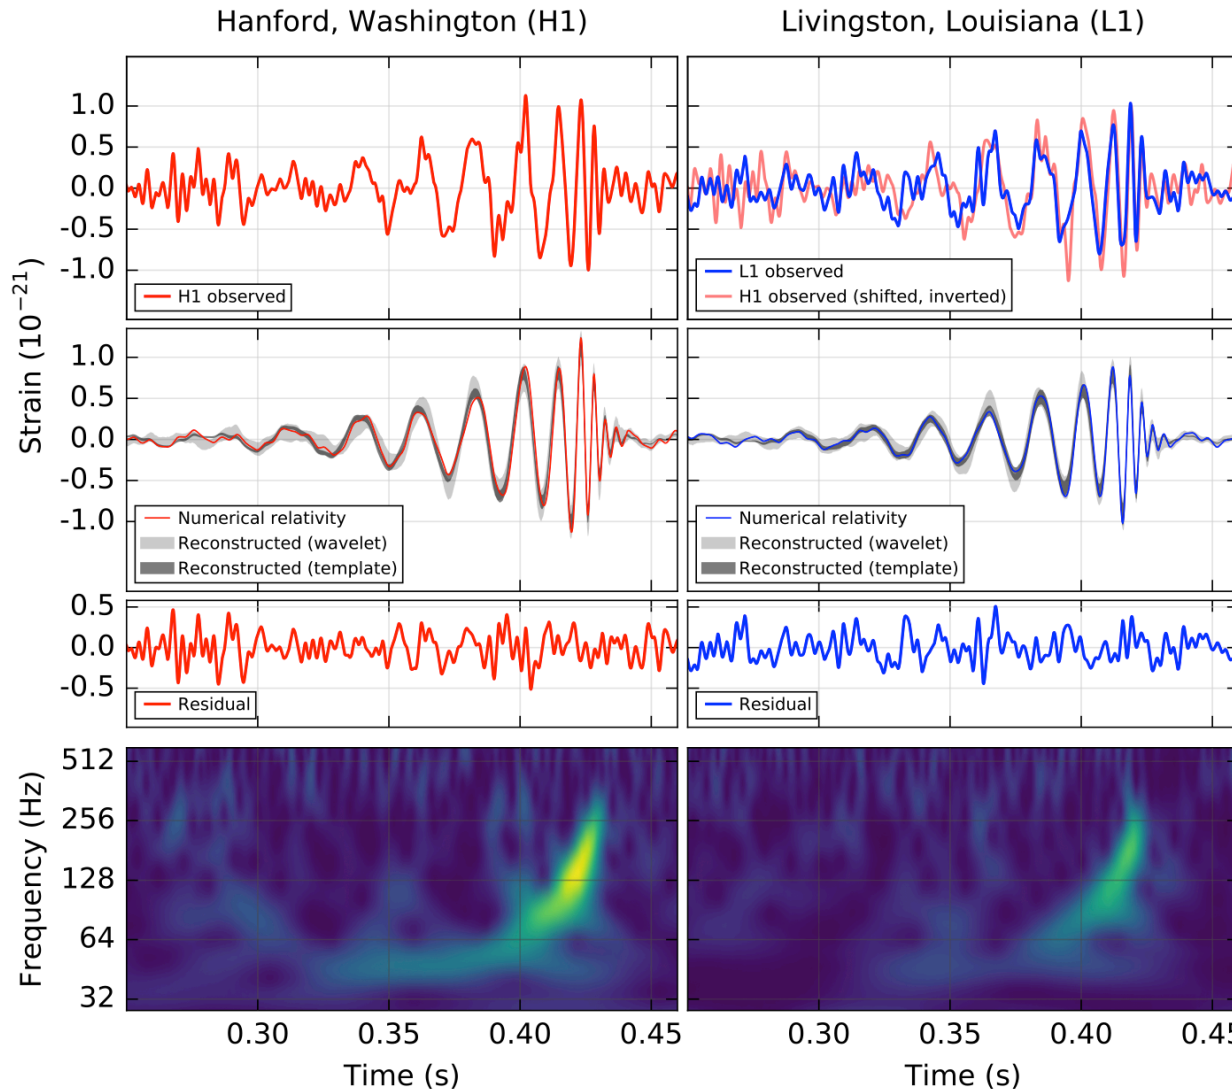 Hanford, Washington (H1)
Livingston, Louisiana (L1)
Strain (10⁻²¹)
1.0
0.5
0.0
-0.5
-1.0
H1 observed
L1 observed
H1 observed (shifted, inverted)
1.0
0.5
0.0
-0.5
-1.0
Numerical relativity
Reconstructed (wavelet)
Reconstructed (template)
Numerical relativity
Reconstructed (wavelet)
Reconstructed (template)
0.5
0.0
-0.5
Residual
Residual
Frequency (Hz)
512
256
128
64
32
0.30
0.35
0.40
0.45
0.30
0.35
0.40
0.45
Time (s)
Time (s)